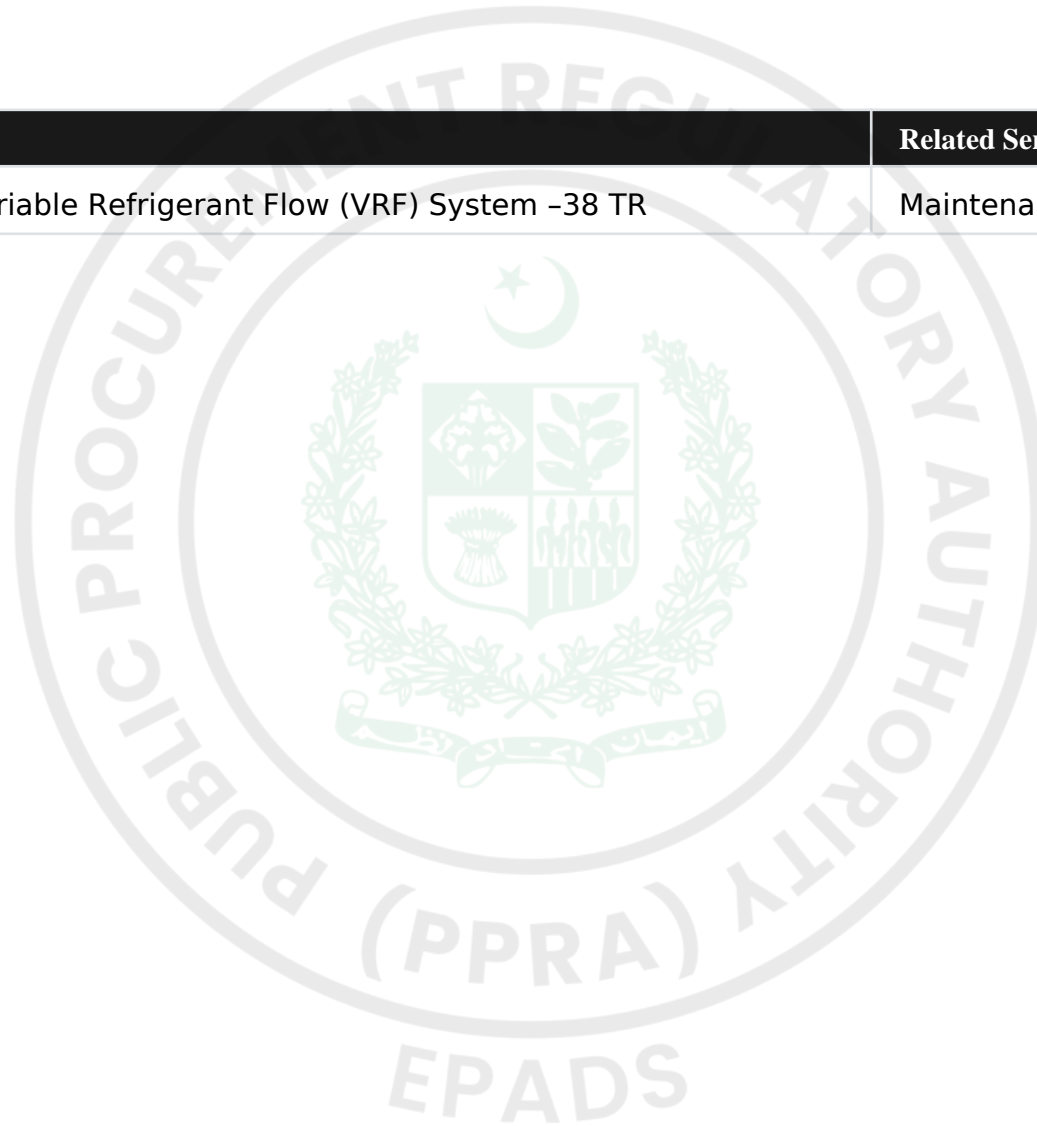 Related Ser
riable Refrigerant Flow (VRF) System –38 TR
Maintena
PUBLIC PROCUREMENT REGULATORY AUTHORITY
(PPRA)
EPADS